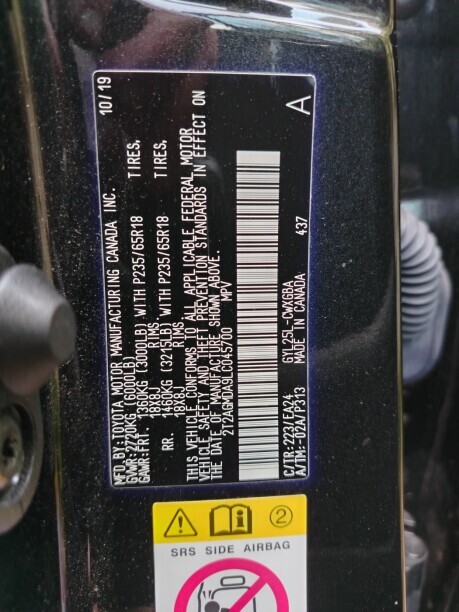 MFD.BY:TOYOTA MOTOR MANUFACTURING CANADA INC. 10/19
GVWR:2720KG (6000LB)
GAWR:FRT. 1360KG (3000LB) WITH P235/65R18 TIRES,
18X8J RIMS
RR. 1460KG (3215LB) WITH P235/65R18 TIRES,
18X8J RIMS
THIS VEHICLE CONFORMS TO ALL APPLICABLE FEDERAL MOTOR
VEHICLE SAFETY AND THEFT PREVENTION STANDARDS IN EFFECT ON
THE DATE OF MANUFACTURE SHOWN ABOVE.
2T2AGMDA9LC045700 MPV
C/TR:223/EA24 GYL25L-CWXGBA A
A/TM:-02A/P313 MADE IN CANADA 437
2
SRS SIDE AIRBAG